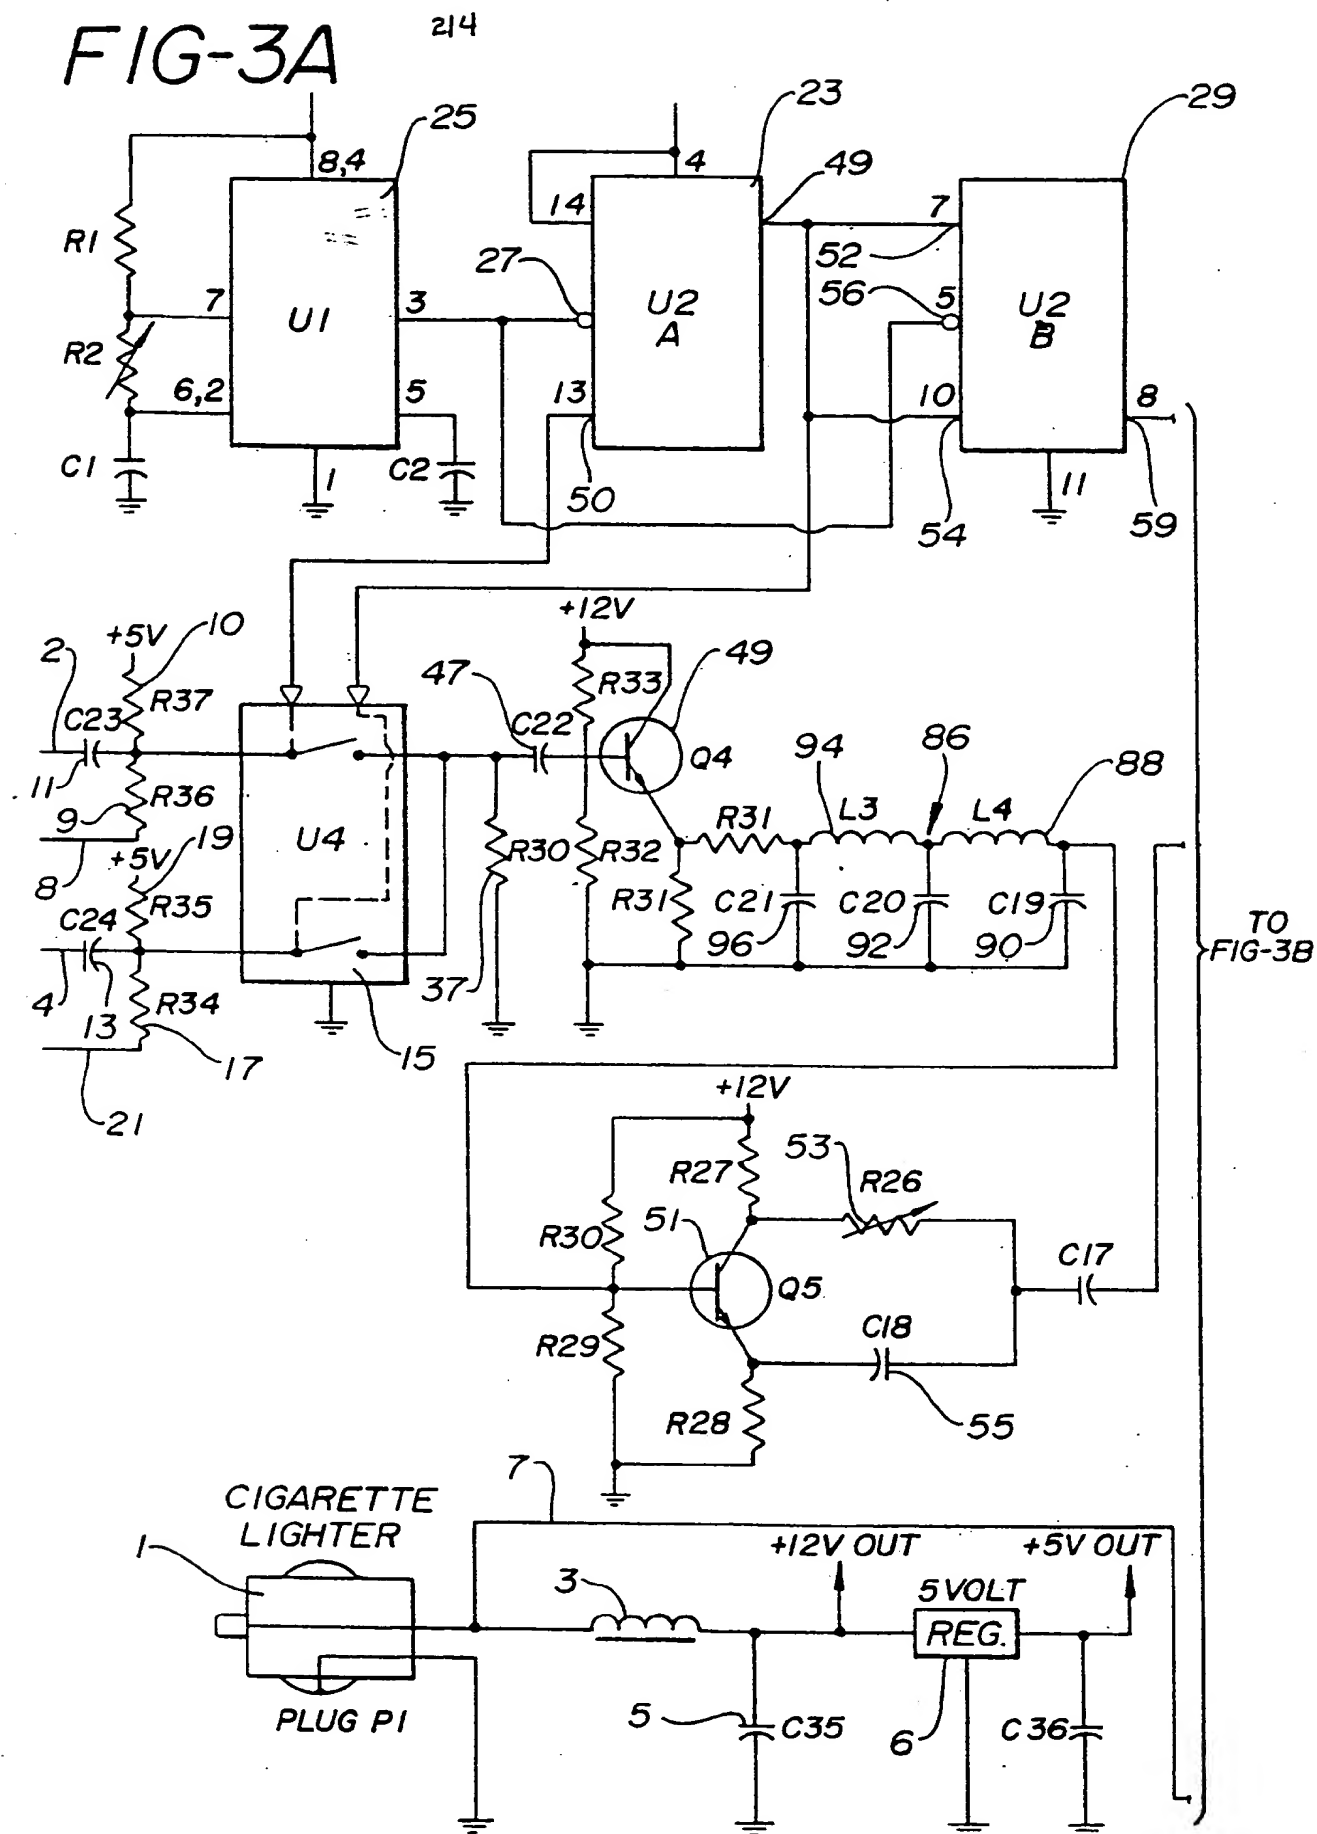 FIG-3A
214
25
23
29
8,4
4
49
14
7
R1
27
52
56
7
3
5
U1
U2
A
U2
B
R2
6,2
5
13
10
8
C1
1
C2
50
11
54
59
+12V
+5V
10
2
R37
47
R33
49
C23
C22
Q4
94
86
88
11
R36
9
L3
L4
R31
19
U4
R30
R32
8
+5V
R35
R31
C21
C20
C19
C24
96
92
90
TO
FIG-3B
4
13
R34
37
17
15
21
+12V
53
R27
R26
51
R30
C17
Q5
C18
R29
R28
55
7
CIGARETTE
LIGHTER
+12V OUT
+5V OUT
1
3
5 VOLT
REG.
PLUG P1
5
C35
6
C36